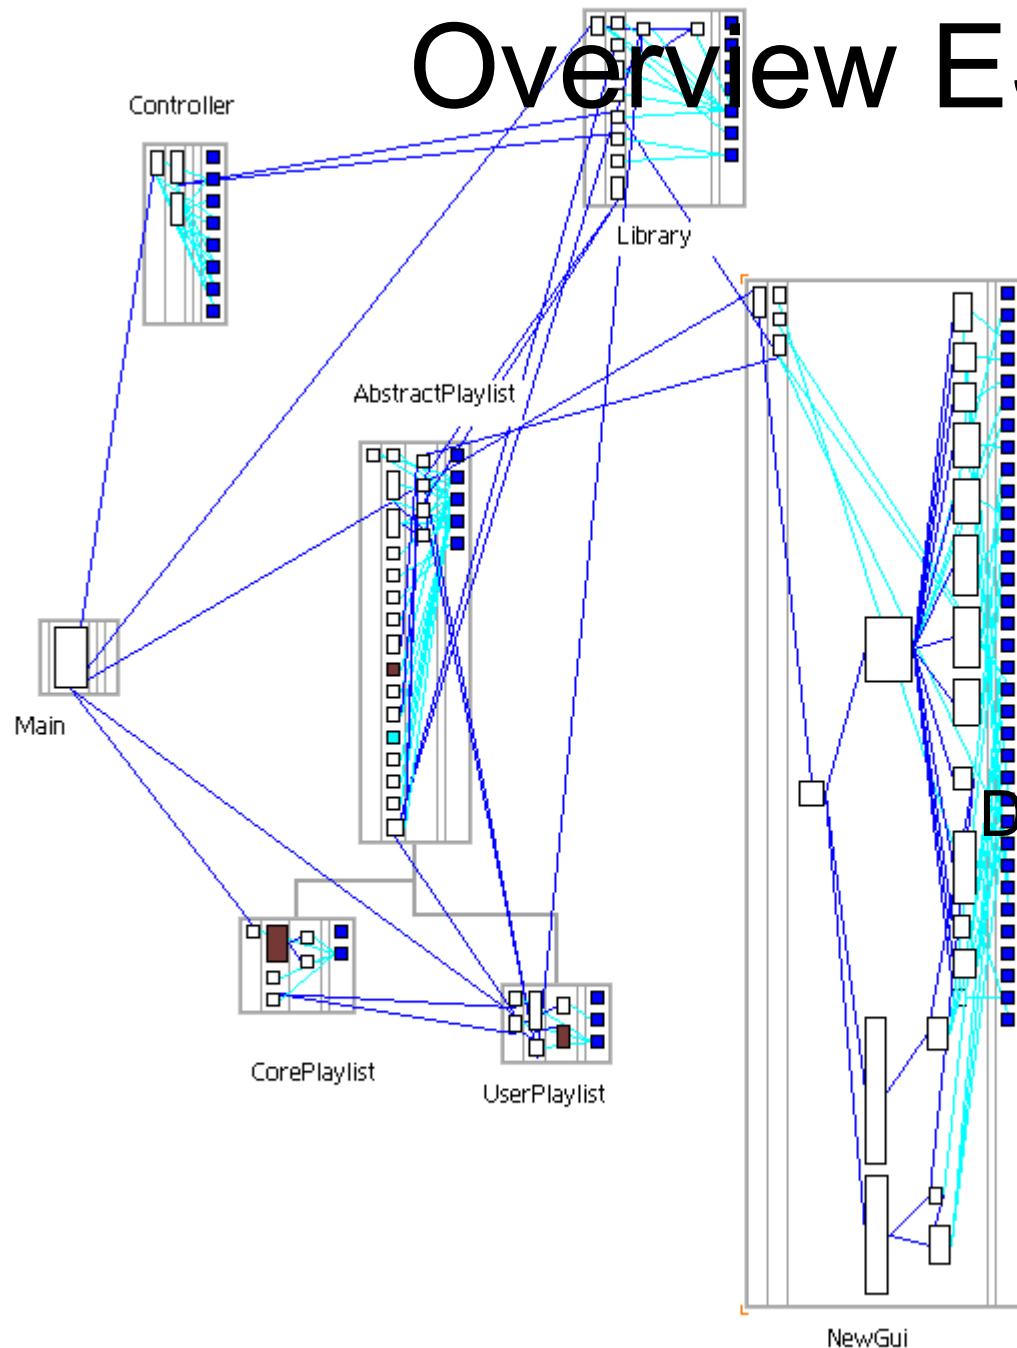 Overview E
Controller
Library
AbstractPlaylist
Main
D
CorePlaylist
UserPlaylist
NewGui